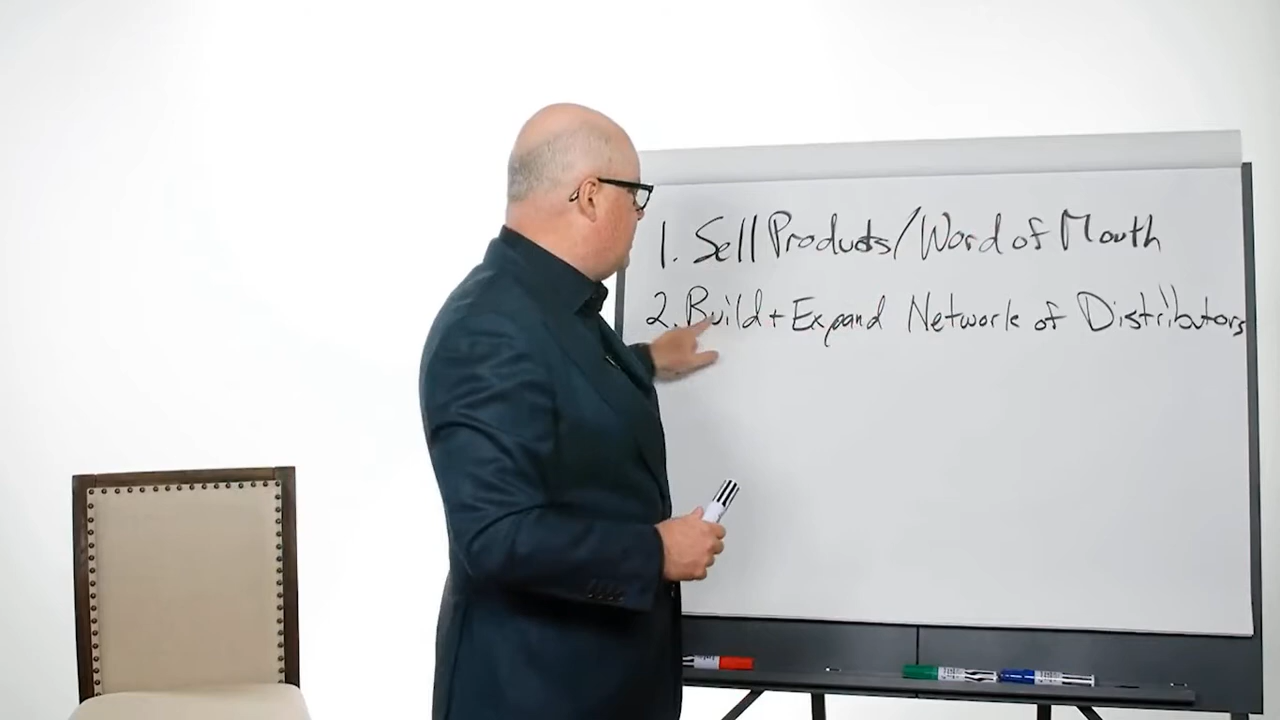 1. Sell Products/Word of Mouth
2. Build + Expand Network of Distributors